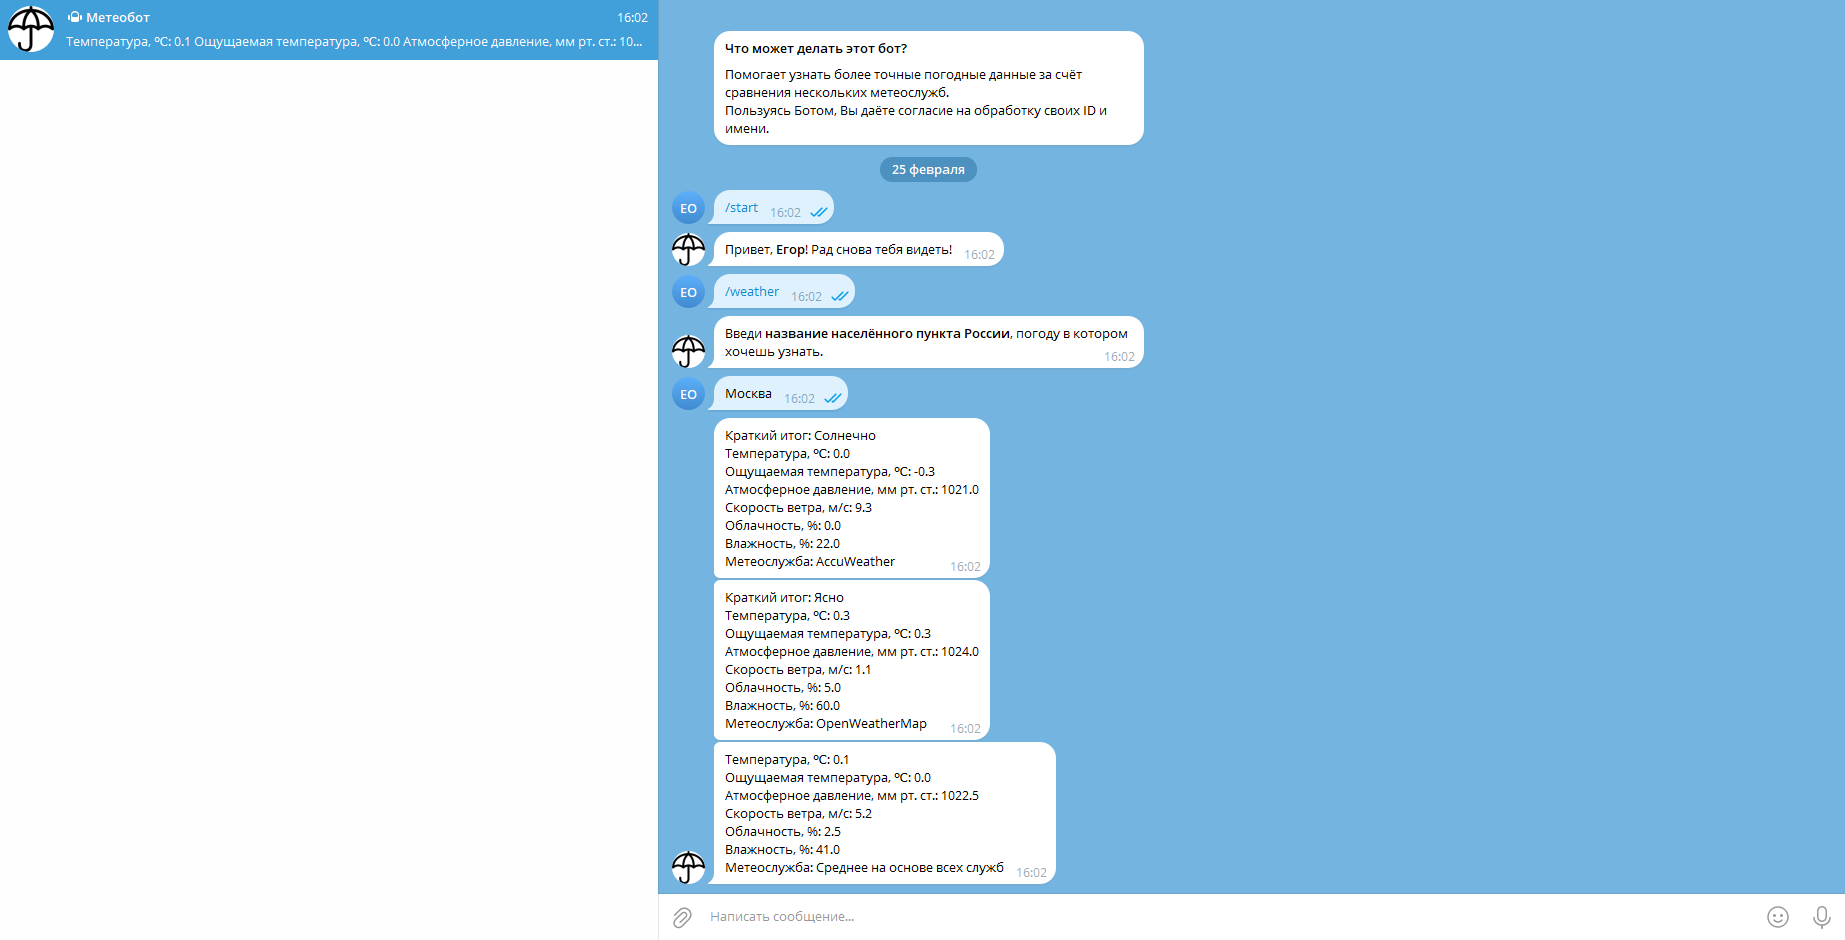 Метеобот 16:02
Температура, ºС: 0.1 Ощущаемая температура, ºС: 0.0 Атмосферное давление, мм рт. ст.: 10...
Что может делать этот бот?
Помогает узнать более точные погодные данные за счёт
сравнения нескольких метеослужб.
Пользуясь Ботом, Вы даёте согласие на обработку своих ID и
имени.
25 февраля
EO /start 16:02
Привет, Егор! Рад снова тебя видеть! 16:02
EO /weather 16:02
Введи название населённого пункта России, погоду в котором
хочешь узнать. 16:02
EO Москва 16:02
Краткий итог: Солнечно
Температура, ºС: 0.0
Ощущаемая температура, ºС: -0.3
Атмосферное давление, мм рт. ст.: 1021.0
Скорость ветра, м/с: 9.3
Облачность, %: 0.0
Влажность, %: 22.0
Метеослужба: AccuWeather 16:02
Краткий итог: Ясно
Температура, ºС: 0.3
Ощущаемая температура, ºС: 0.3
Атмосферное давление, мм рт. ст.: 1024.0
Скорость ветра, м/с: 1.1
Облачность, %: 5.0
Влажность, %: 60.0
Метеослужба: OpenWeatherMap 16:02
Температура, ºС: 0.1
Ощущаемая температура, ºС: 0.0
Атмосферное давление, мм рт. ст.: 1022.5
Скорость ветра, м/с: 5.2
Облачность, %: 2.5
Влажность, %: 41.0
Метеослужба: Среднее на основе всех служб 16:02
Написать сообщение...